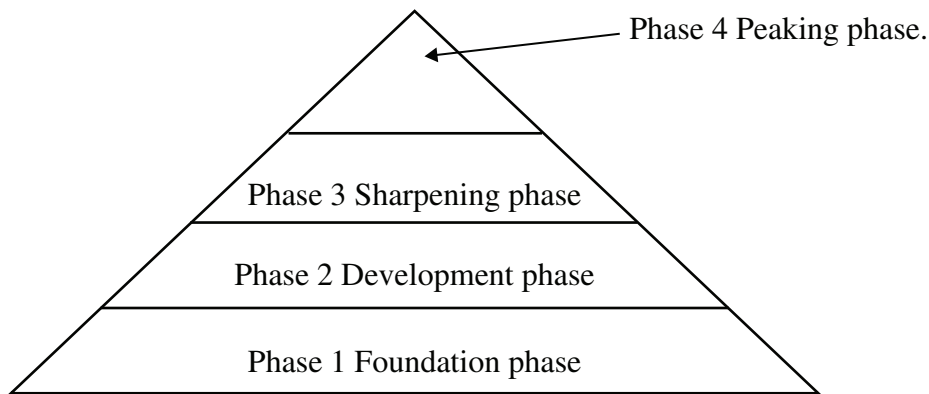 Phase 4 Peaking phase.
Phase 3 Sharpening phase
Phase 2 Development phase
Phase 1 Foundation phase